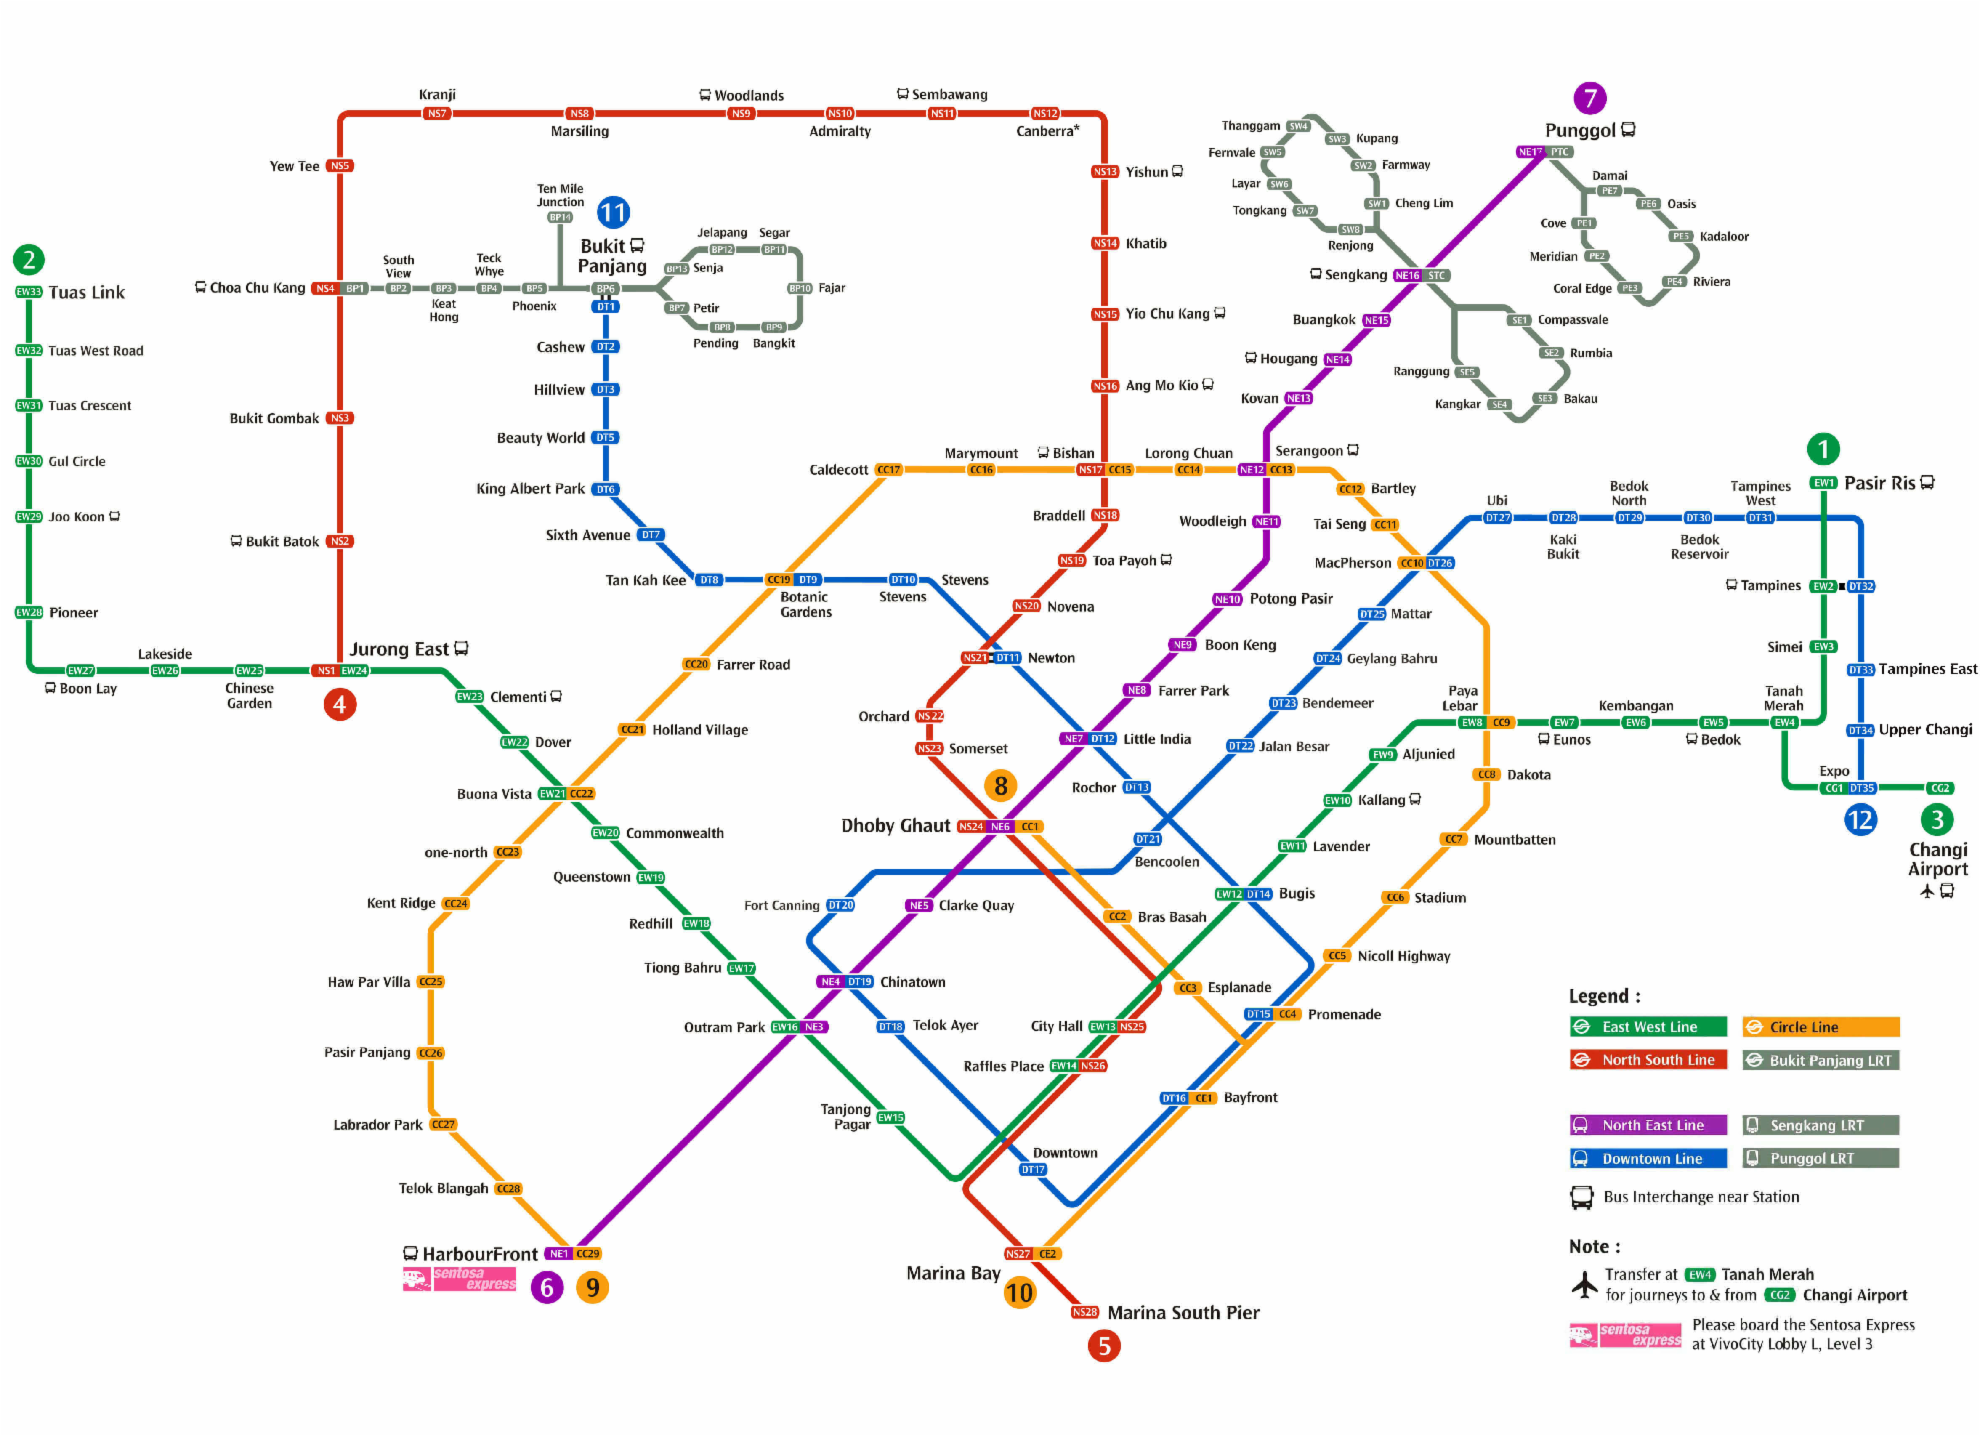 Kranji
NS7
NS8
Marsiling
Woodlands
NS9
NS10
Admiralty
Sembawang
NS11
NS12
Canberra*
Yew Tee NS5
NS13 Yishun
NS14 Khatib
NS15 Yio Chu Kang
NS16 Ang Mo Kio
7
Punggol
NE17 PTC
Damai
PE7
PE6 Oasis
PE5 Kadaloor
PE4 Riviera
Cove PE1
Meridian PE2
Coral Edge PE3
Thanggam SW4
SW3 Kupang
Fernvale SW5
SW2 Farmway
Layar SW6
SW1 Cheng Lim
Tongkang SW7
SW8
Renjong
Sengkang NE16 STC
Buangkok NE15
SE1 Compassvale
Hougang NE14
SE2 Rumbia
Ranggung SE5
Kovan NE13
Kangkar SE4
SE3 Bakau
Ten Mile
Junction
BP14
11
Bukit
Panjang
BP6
DT1
Jelapang
BP12
Segar
BP11
BP13 Senja
BP10 Fajar
BP7 Petir
BP8
Pending
BP9
Bangkit
Choa Chu Kang NS4 BP1
South
View
BP2
BP3
Keat
Hong
Teck
Whye
BP4
BP5
Phoenix
2
EW33 Tuas Link
EW32 Tuas West Road
EW31 Tuas Crescent
EW30 Gul Circle
EW29 Joo Koon
EW28 Pioneer
EW27
Boon Lay
Lakeside
EW26
EW25
Chinese
Garden
Jurong East
NS1 EW24
4
Bukit Gombak NS3
Bukit Batok NS2
Cashew DT2
Hillview DT3
Beauty World DT5
King Albert Park DT6
Sixth Avenue DT7
Tan Kah Kee DT8
CC19 DT9
Botanic
Gardens
DT10 Stevens
Stevens
Caldecott CC17
Marymount
CC16
Bishan
NS17 CC15
Lorong Chuan
CC14
Serangoon
NE12 CC13
CC12 Bartley
Tai Seng CC11
MacPherson CC10 DT26
Braddell NS18
NS19 Toa Payoh
NS20 Novena
NS21 DT11 Newton
Woodleigh NE11
NE10 Potong Pasir
NE9 Boon Keng
NE8 Farrer Park
NE7 DT12 Little India
Ubi
DT27
DT28
Kaki
Bukit
Bedok
North
DT29
DT30
Bedok
Reservoir
Tampines
West
DT31
1
EW1 Pasir Ris
Tampines EW2 DT32
Simei EW3
DT33 Tampines East
DT34 Upper Changi
Tanah
Merah
EW4
Bedok
EW5
Kembangan
EW6
EW7
Eunos
Paya
Lebar
EW8 CC9
Expo
CG1 DT35
12
CG2
3
Changi
Airport
DT25 Mattar
DT24 Geylang Bahru
DT23 Bendemeer
DT22 Jalan Besar
EW9 Aljunied
EW10 Kallang
EW11 Lavender
EW12 DT14 Bugis
CC8 Dakota
CC7 Mountbatten
CC6 Stadium
CC5 Nicoll Highway
CC20 Farrer Road
CC21 Holland Village
EW23 Clementi
EW22 Dover
Buona Vista EW21 CC22
EW20 Commonwealth
one-north CC23
Queenstown EW19
Kent Ridge CC24
Redhill EW18
Tiong Bahru EW17
Haw Par Villa CC25
Outram Park EW16 NE3
Pasir Panjang CC26
Labrador Park CC27
Telok Blangah CC28
HarbourFront NE1 CC29
sentosa
express
6
9
Orchard NS22
NS23 Somerset
8
Dhoby Ghaut NS24 NE6 CC1
Rochor DT13
DT21
Bencoolen
Fort Canning DT20
NE5 Clarke Quay
CC2 Bras Basah
NE4 DT19 Chinatown
CC3 Esplanade
DT18 Telok Ayer
City Hall EW13 NS25
DT15 CC4 Promenade
Raffles Place EW14 NS26
DT16 CE1 Bayfront
Tanjong
Pagar
EW15
Downtown
DT17
NS27 CE2
Marina Bay
10
NS28 Marina South Pier
5
Legend :
East West Line
Circle Line
North South Line
Bukit Panjang LRT
North East Line
Sengkang LRT
Downtown Line
Punggol LRT
Bus Interchange near Station
Note :
Transfer at EW4 Tanah Merah
for journeys to & from CG2 Changi Airport
sentosa
express
Please board the Sentosa Express
at VivoCity Lobby L, Level 3